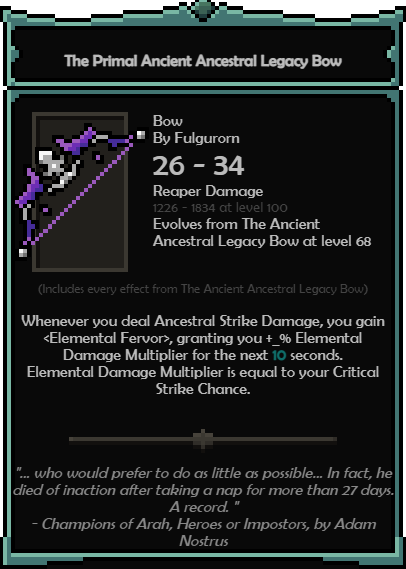 The Primal Ancient Ancestral Legacy Bow
Bow
By Fulgurorn
26 - 34
Reaper Damage
1226 - 1834 at level 100
Evolves from The Ancient
Ancestral Legacy Bow at level 68
(Includes every effect from The Ancient Ancestral Legacy Bow)
Whenever you deal Ancestral Strike Damage, you gain
<Elemental Fervor>, granting you +_% Elemental
Damage Multiplier for the next 10 seconds.
Elemental Damage Multiplier is equal to your Critical
Strike Chance.
"... who would prefer to do as little as possible... In fact, he
died of inaction after taking a nap for more than 27 days.
A record. "
- Champions of Arah, Heroes or Impostors, by Adam
Nostrus